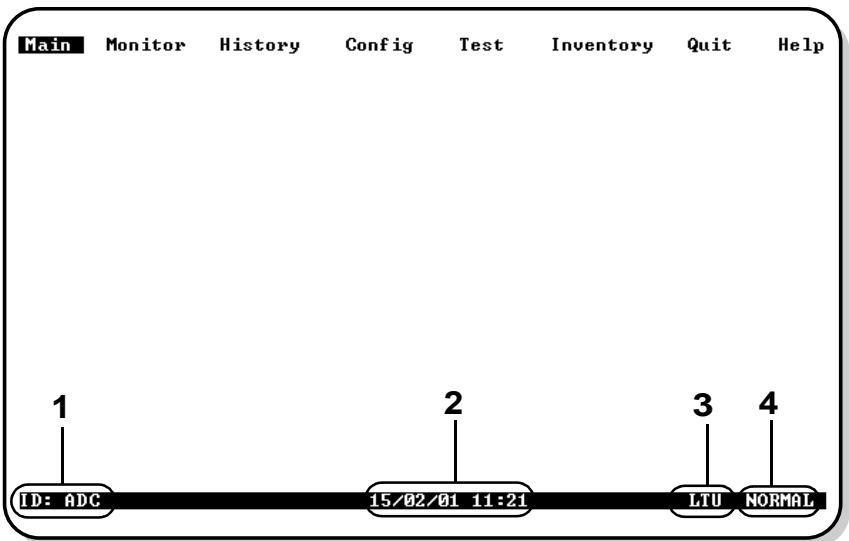 Main Monitor History Config Test Inventory Quit Help
1 2 3 4
ID: ADC 15/02/01 11:21 LTU NORMAL